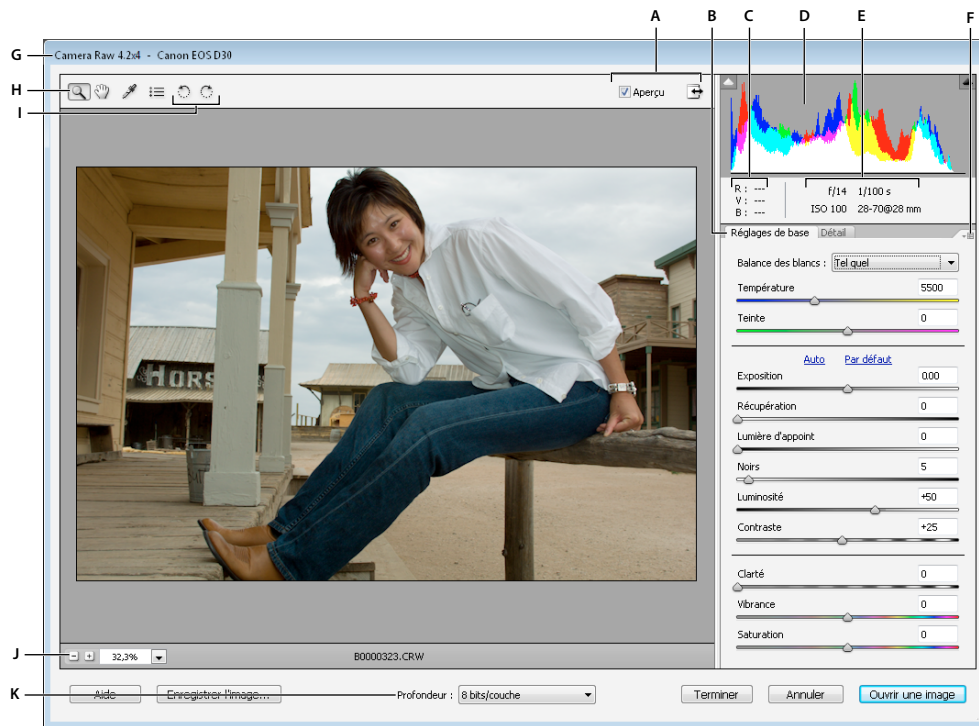 A B C D E F
G Camera Raw 4.2x4 - Canon EOS D30
H
Aperçu
I
R : ---
V : ---
B : ---
f/14 1/100 s
ISO 100 28-70@28 mm
Réglages de base Détail
Balance des blancs : Tel quel
Température 5500
Teinte 0
Auto Par défaut
Exposition 0.00
Récupération 0
Lumière d'appoint 0
Noirs 5
Luminosité +50
Contraste +25
Clarté 0
Vibrance 0
Saturation 0
HORS
J 32,3% B0000323.CRW
K Aide Enregistrer l'image... Profondeur : 8 bits/couche Terminer Annuler Ouvrir une image